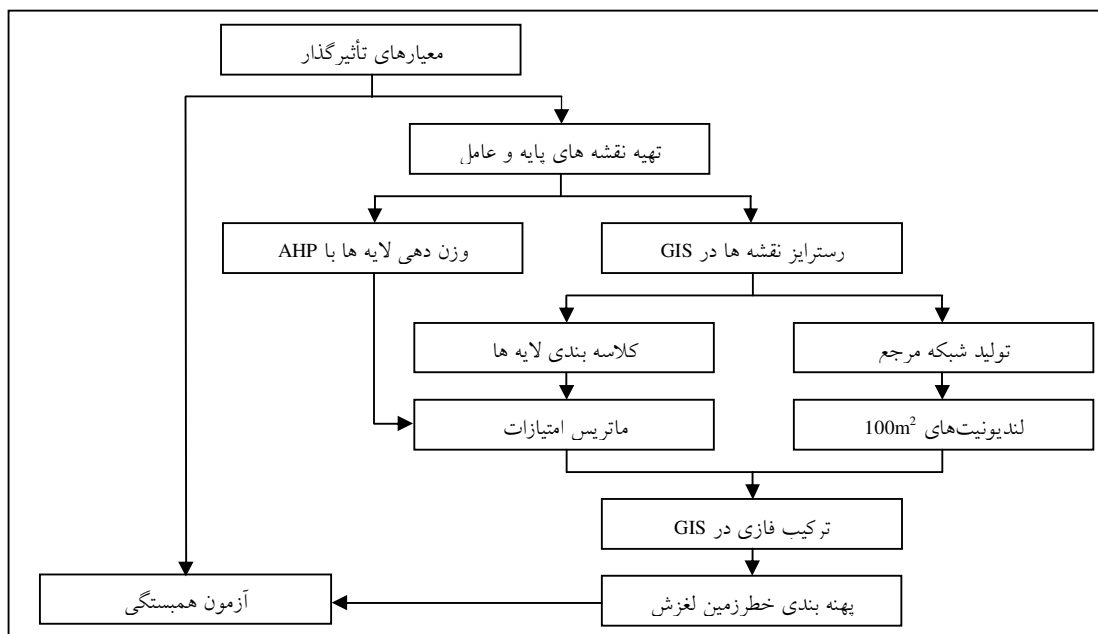 معیارهای تأثیرگذار
تهیه نقشه های پایه و عامل
رسترایز نقشه ها در GIS
وزن دهی لایه ها با AHP
تولید شبکه مرجع
کلاسه بندی لایه ها
لندیونیت‌های 100m²
ماتریس امتیازات
ترکیب فازی در GIS
پهنه بندی خطرزمین لغزش
آزمون همبستگی